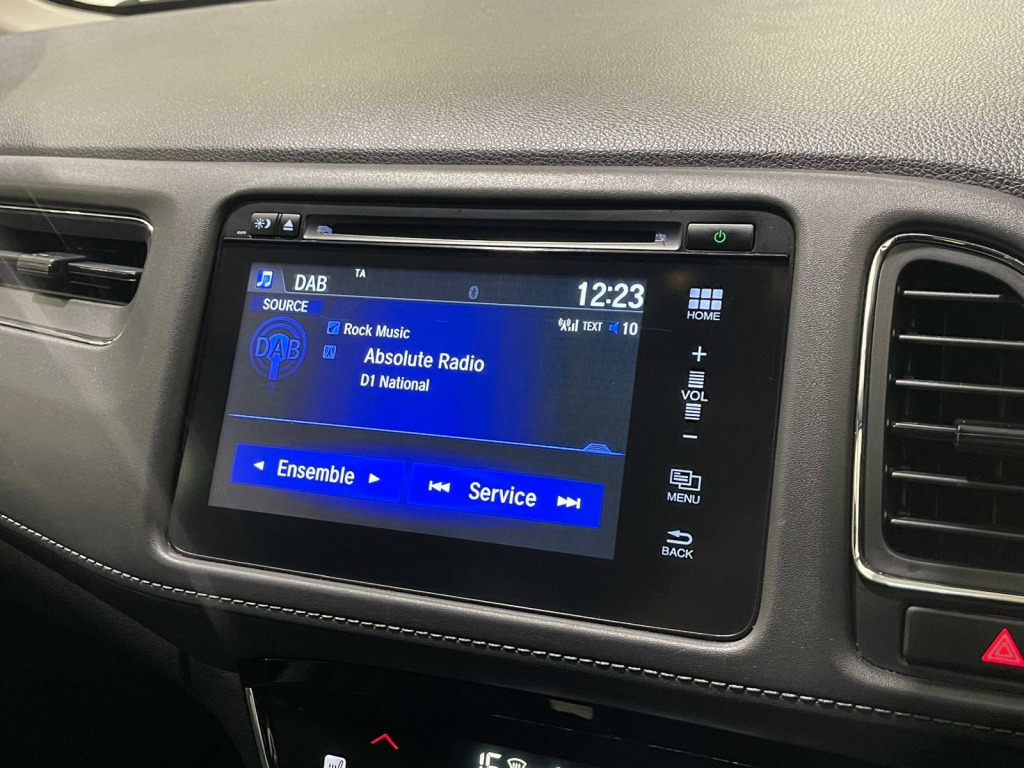 DAB
TA
12:23
SOURCE
TEXT 10
DAB
Rock Music
Absolute Radio
D1 National
Ensemble
Service
HOME
+
VOL
−
MENU
BACK